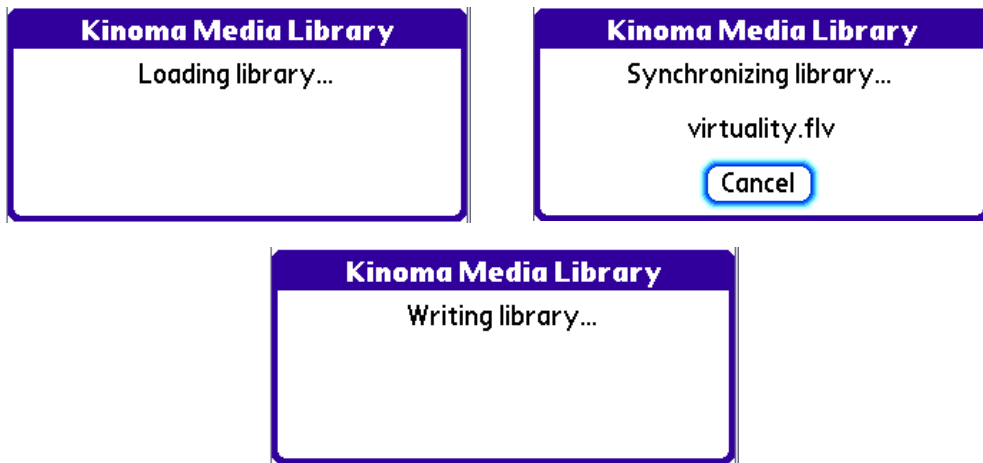 Kinoma Media Library
Loading library...
Kinoma Media Library
Synchronizing library...
virtuality.flv
Cancel
Kinoma Media Library
Writing library...